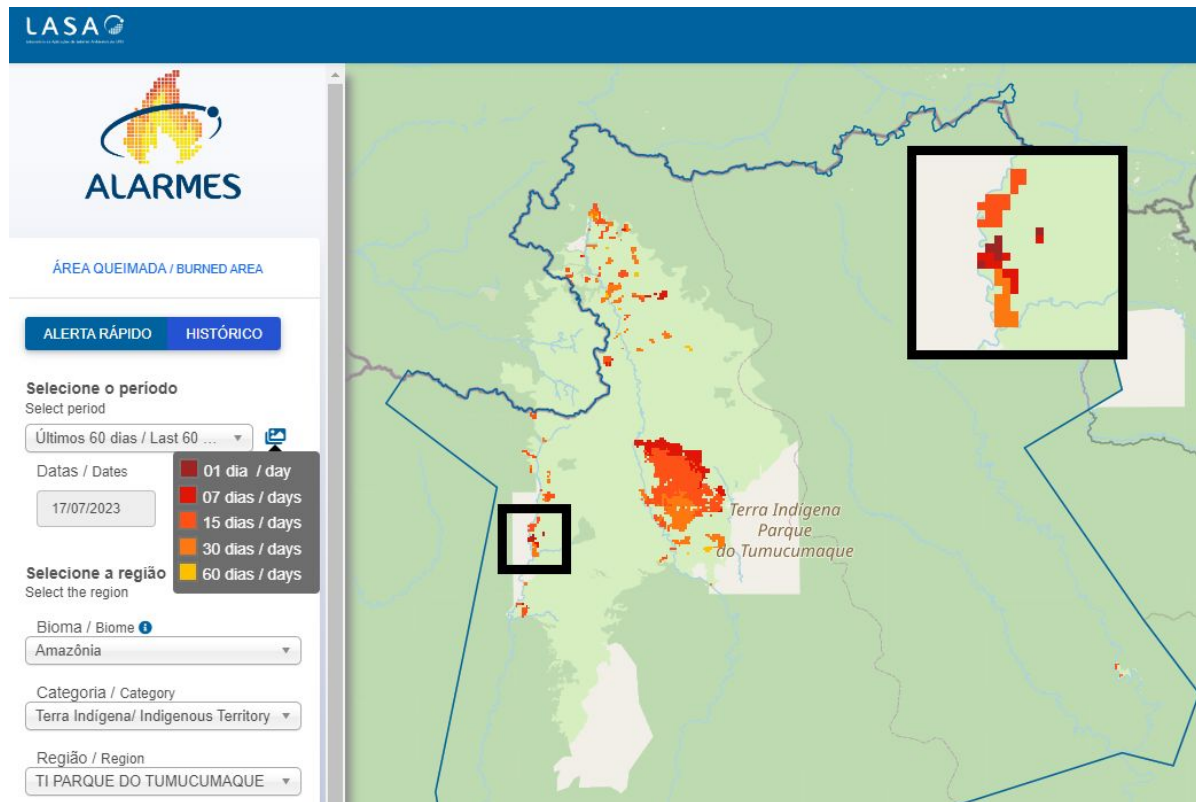 LASA
ALARMES
ÁREA QUEIMADA / BURNED AREA
ALERTA RÁPIDO HISTÓRICO
Selecione o período
Select period
Últimos 60 dias / Last 60 ...
Datas / Dates
17/07/2023
01 dia / day
07 dias / days
15 dias / days
30 dias / days
60 dias / days
Selecione a região
Select the region
Bioma / Biome
Amazônia
Categoria / Category
Terra Indígena/ Indigenous Territory
Região / Region
TI PARQUE DO TUMUCUMAQUE
Terra Indígena
Parque
do Tumucumaque